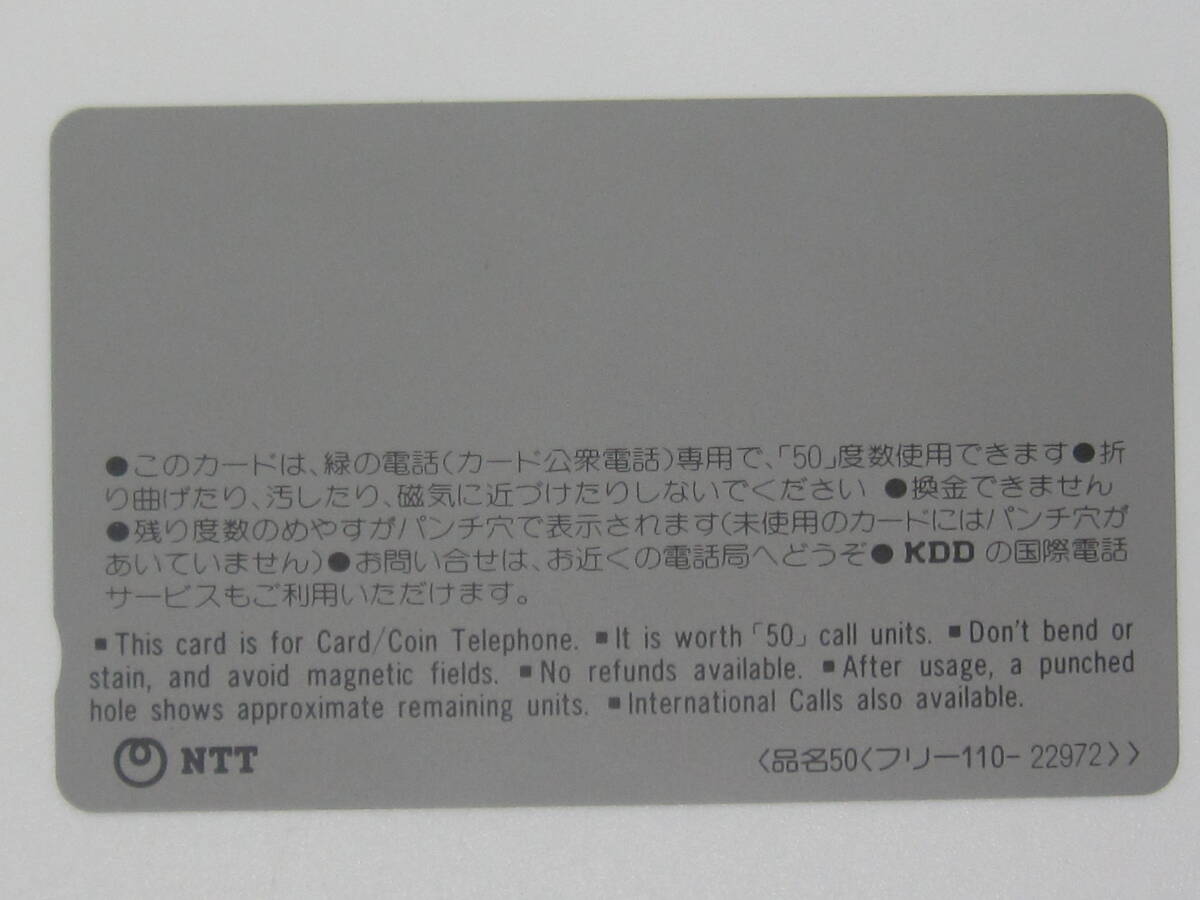 ●このカードは、緑の電話(カード公衆電話)専用で、「50」度数使用できます●折
り曲げたり、汚したり、磁気に近づけたりしないでください ●換金できません
●残り度数のめやすがパンチ穴で表示されます(未使用のカードにはパンチ穴が
あいていません)●お問い合せは、お近くの電話局へどうぞ● KDD の国際電話
サービスもご利用いただけます。
▪This card is for Card/Coin Telephone. ▪It is worth「50」call units. ▪Don't bend or
stain, and avoid magnetic fields. ▪No refunds available. ▪After usage, a punched
hole shows approximate remaining units. ▪International Calls also available.
NTT 〈品名50〈フリー110- 22972〉〉